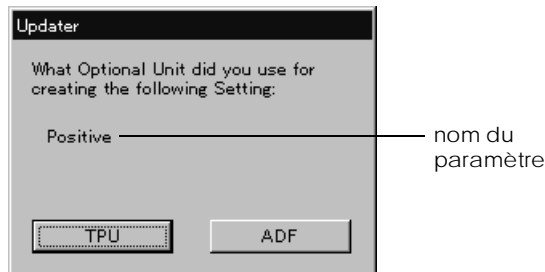 Updater
What Optional Unit did you use for
creating the following Setting:
Positive
nom du
paramètre
TPU
ADF